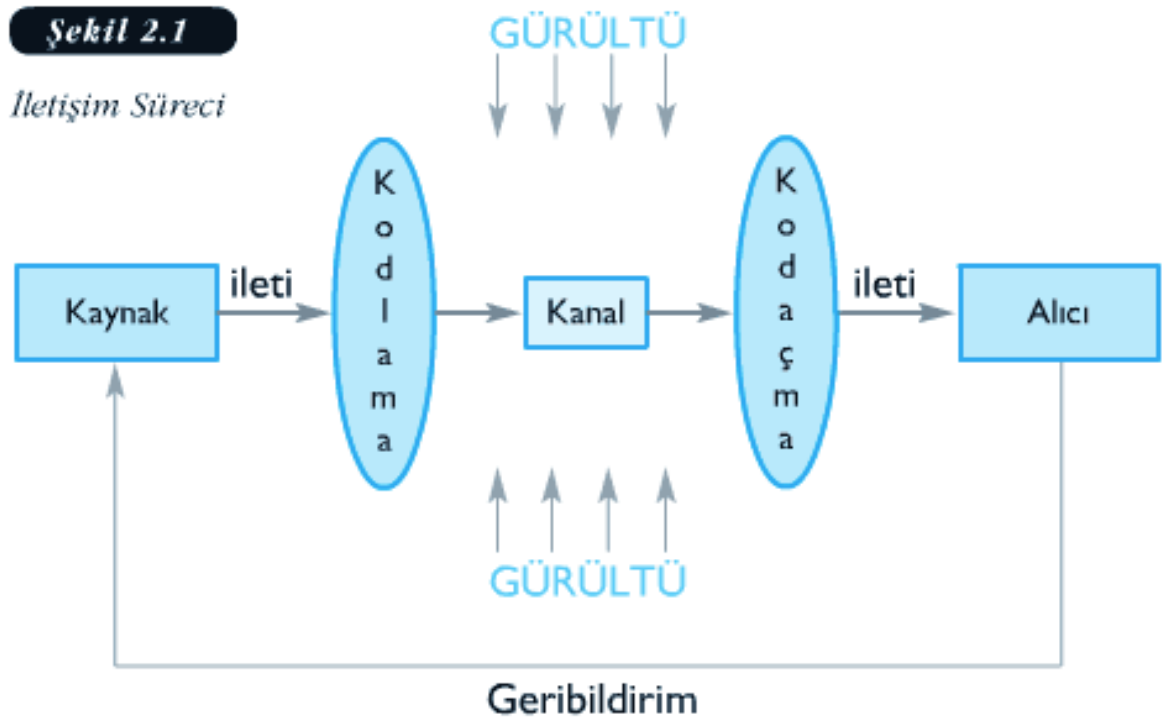 Şekil 2.1
İletişim Süreci
GÜRÜLTÜ
Kaynak
ileti
Kodlama
Kanal
Kodaçma
ileti
Alıcı
GÜRÜLTÜ
Geribildirim